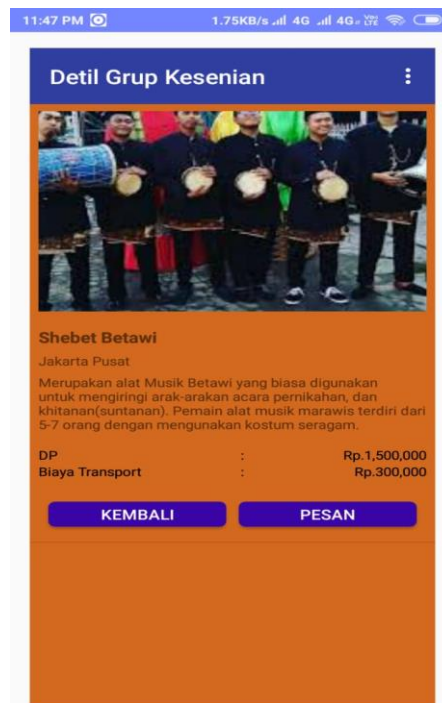 11:47 PM 1.75KB/s 4G 4G VoLTE
Detil Grup Kesenian
Shebet Betawi
Jakarta Pusat
Merupakan alat Musik Betawi yang biasa digunakan
untuk mengiringi arak-arakan acara pernikahan, dan
khitanan(suntanan). Pemain alat musik marawis terdiri dari
5-7 orang dengan mengunakan kostum seragam.
DP : Rp.1,500,000
Biaya Transport : Rp.300,000
KEMBALI PESAN